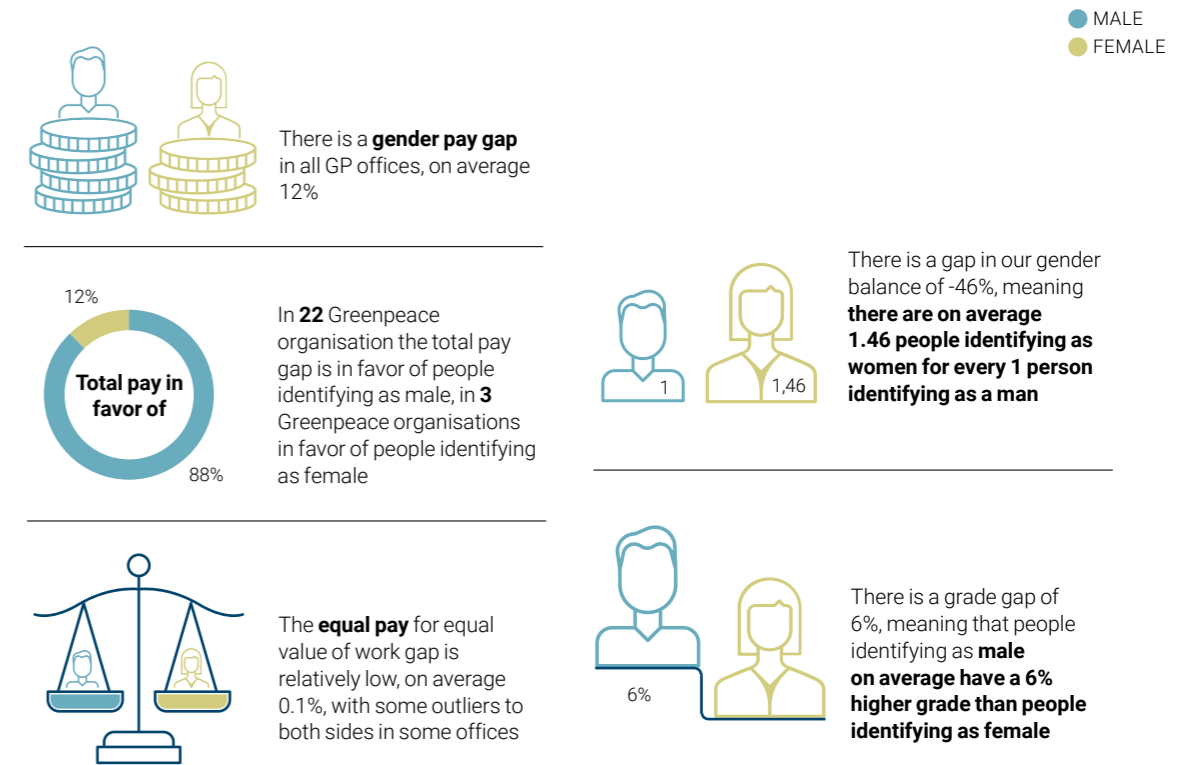 MALE
FEMALE
There is a gender pay gap
in all GP offices, on average
12%
12%
Total pay in
favor of
88%
In 22 Greenpeace
organisation the total pay
gap is in favor of people
identifying as male, in 3
Greenpeace organisations
in favor of people identifying
as female
The equal pay for equal
value of work gap is
relatively low, on average
0.1%, with some outliers to
both sides in some offices
1
1,46
There is a gap in our gender
balance of -46%, meaning
there are on average
1.46 people identifying as
women for every 1 person
identifying as a man
6%
There is a grade gap of
6%, meaning that people
identifying as male
on average have a 6%
higher grade than people
identifying as female